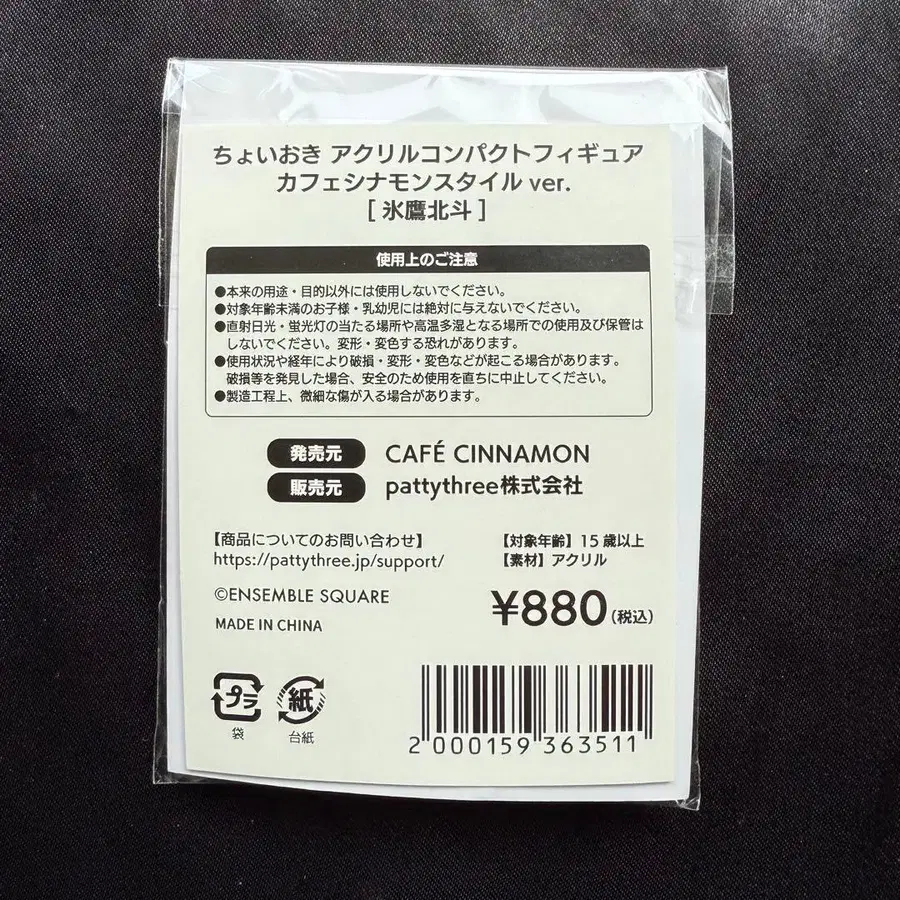 ちょいおき アクリルコンパクトフィギュア
カフェシナモンスタイル ver.
[ 氷鷹北斗 ]
使用上のご注意
●本来の用途・目的以外には使用しないでください。
●対象年齢未満のお子様・乳幼児には絶対に与えないでください。
●直射日光・蛍光灯の当たる場所や高温多湿となる場所での使用及び保管は
しないでください。変形・変色する恐れがあります。
●使用状況や経年により破損・変形・変色などが起こる場合があります。
破損等を発見した場合、安全のため使用を直ちに中止してください。
●製造工程上、微細な傷が入る場合があります。
発売元 CAFÉ CINNAMON
販売元 pattythree株式会社
【商品についてのお問い合わせ】
https://pattythree.jp/support/
【対象年齢】15歳以上
【素材】アクリル
©ENSEMBLE SQUARE
MADE IN CHINA
¥880(税込)
プラ
袋
紙
台紙
2 000159 363511